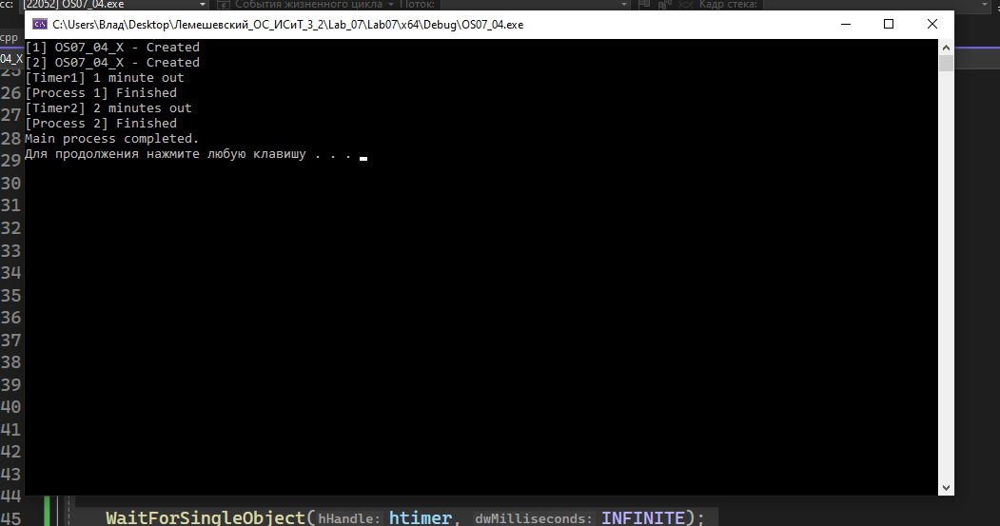 сс: [22052] OS07_04.exe События жизненного цикла Поток: Кадр стека:
C:\Users\Влад\Desktop\Лемешевский_ОС_ИСиТ_3_2\Lab_07\Lab07\x64\Debug\OS07_04.exe
cpp
04_X
[1] OS07_04_X - Created
[2] OS07_04_X - Created
[Timer1] 1 minute out
[Process 1] Finished
[Timer2] 2 minutes out
[Process 2] Finished
Main process completed.
Для продолжения нажмите любую клавишу . . .
25
26
27
28
29
30
31
32
33
34
35
36
37
38
39
40
41
42
43
44
45 WaitForSingleObject(hHandle: htimer, dwMilliseconds: INFINITE);